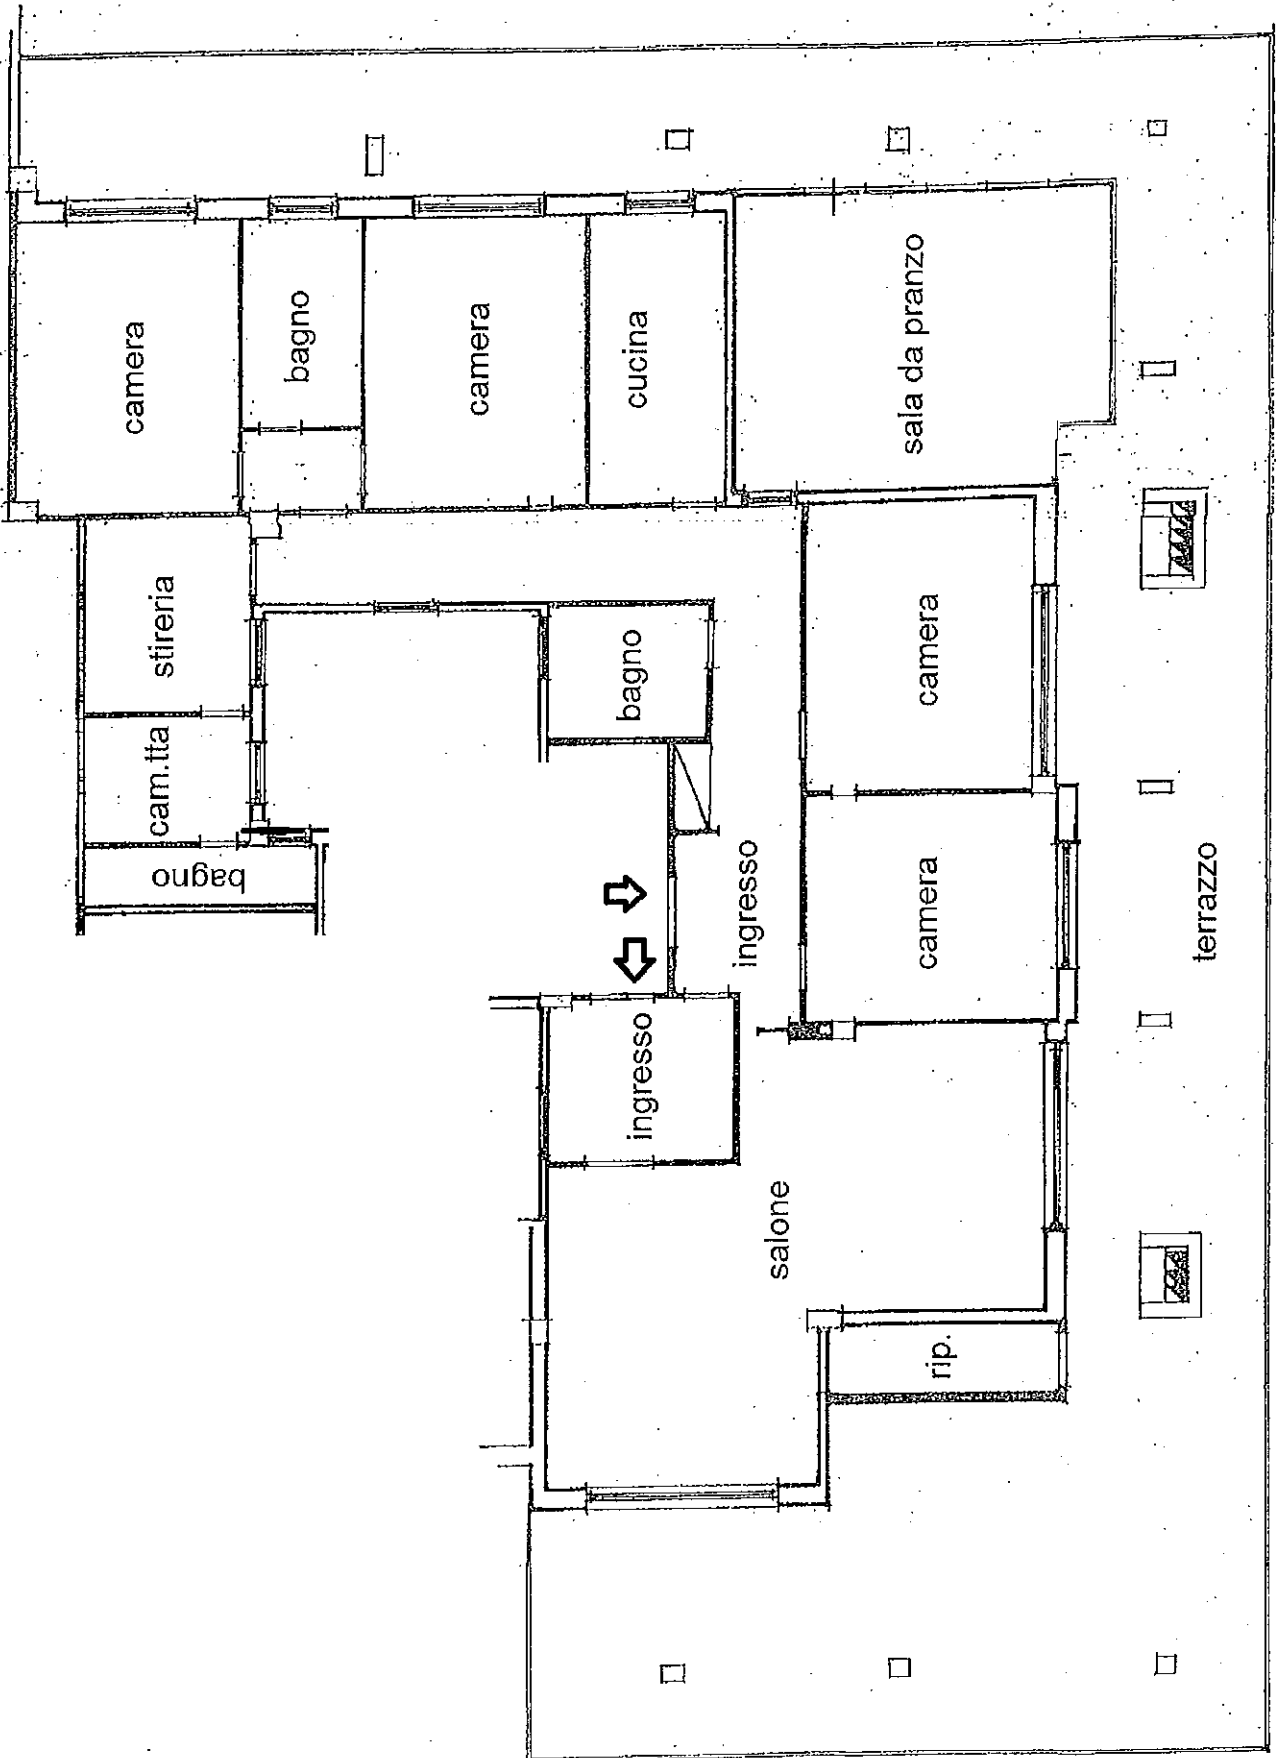 camera
bagno
camera
cucina
sala da pranzo
stireria
cam.tta
bagno
bagno
camera
camera
ingresso
ingresso
salone
rip.
terrazzo